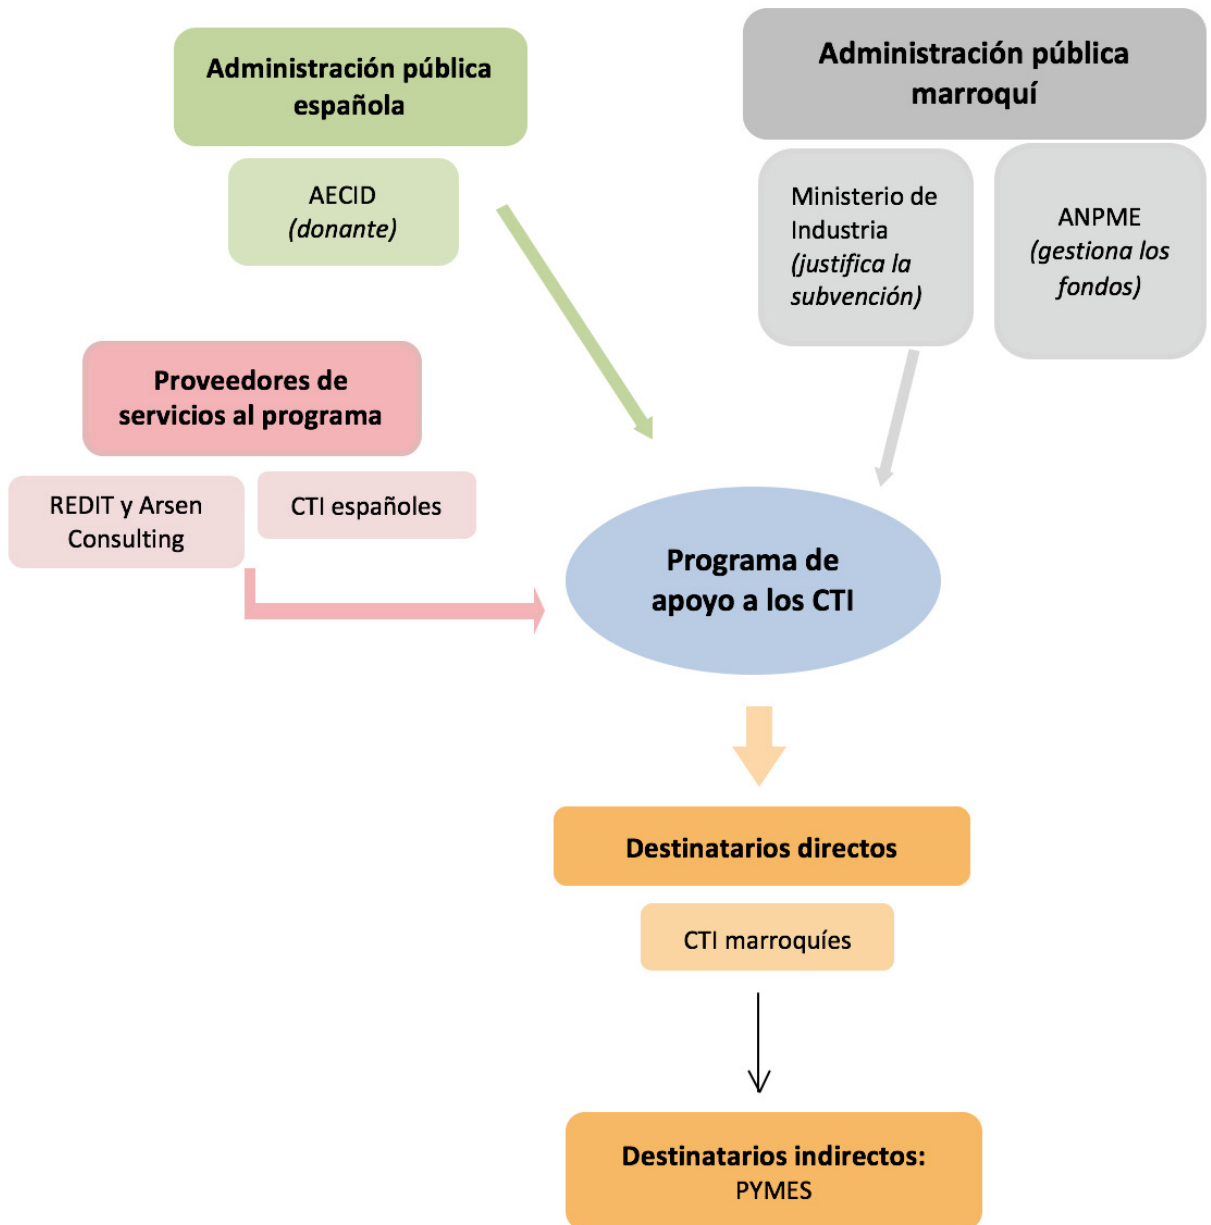 Administración pública
española
AECID
(donante)
Administración pública
marroquí
Ministerio de
Industria
(justifica la
subvención)
ANPME
(gestiona los
fondos)
Proveedores de
servicios al programa
REDIT y Arsen
Consulting
CTI españoles
Programa de
apoyo a los CTI
Destinatarios directos
CTI marroquíes
Destinatarios indirectos:
PYMES